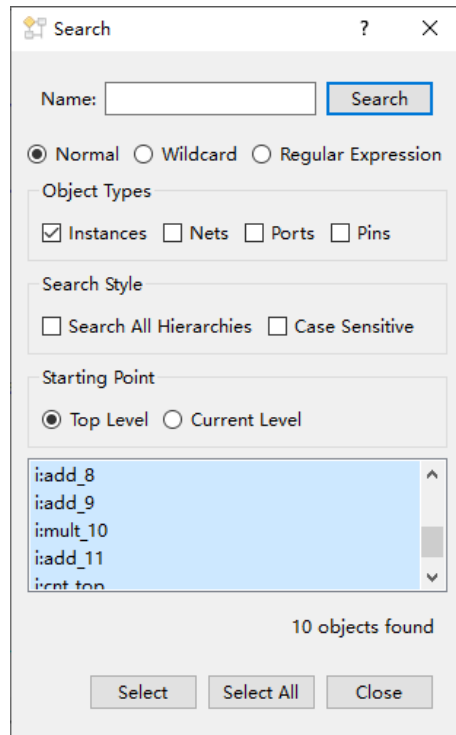 Search ?
Name: Search
Normal Wildcard Regular Expression
Object Types
Instances Nets Ports Pins
Search Style
Search All Hierarchies Case Sensitive
Starting Point
Top Level Current Level
i:add_8
i:add_9
i:mult_10
i:add_11
i:cnt_top
10 objects found
Select Select All Close